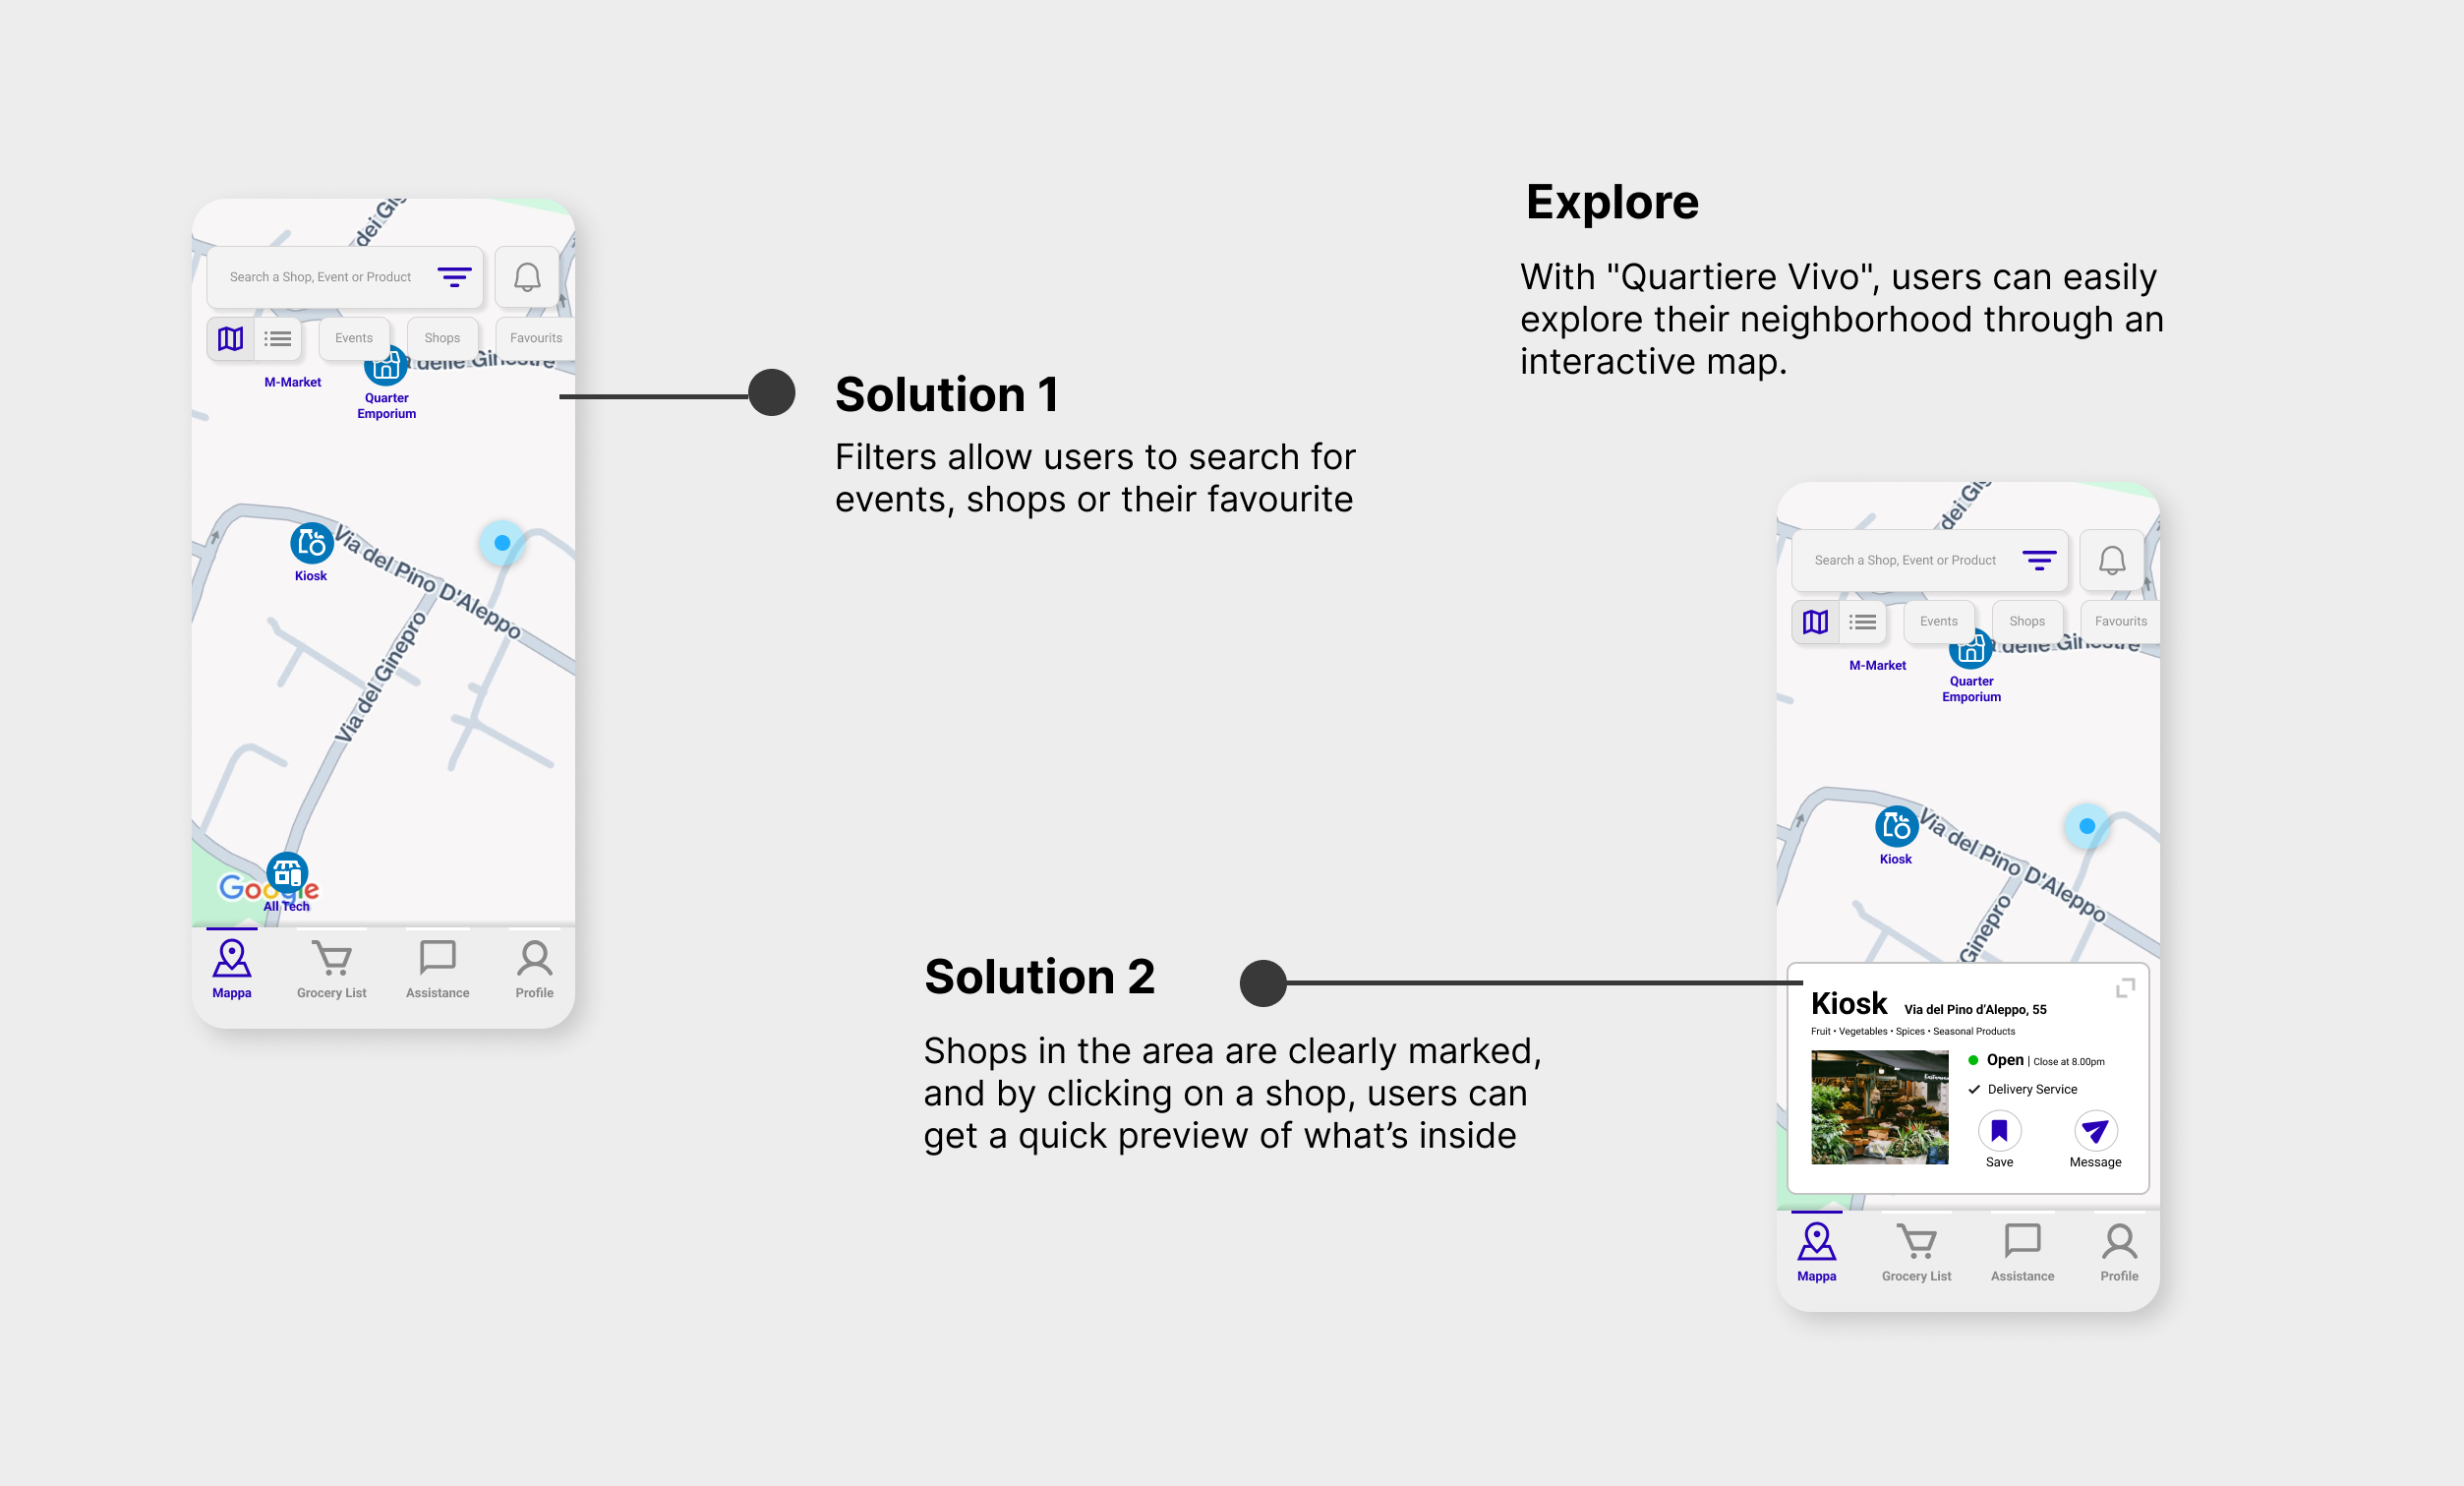 Explore
With "Quartiere Vivo", users can easily
explore their neighborhood through an
interactive map.
dei Gig
Search a Shop, Event or Product
Events
Shops
Favourits
delle Ginestre
M-Market
Quarter
Emporium
Kiosk
Via del Pino D'Aleppo
Via del Ginepro
Google
All Tech
Mappa
Grocery List
Assistance
Profile
Solution 1
Filters allow users to search for
events, shops or their favourite
Solution 2
Shops in the area are clearly marked,
and by clicking on a shop, users can
get a quick preview of what’s inside
dei Gig
Search a Shop, Event or Product
Events
Shops
Favourits
delle Ginestre
M-Market
Quarter
Emporium
Kiosk
Via del Pino D'Aleppo
Ginepro
Kiosk Via del Pino d’Aleppo, 55
Fruit • Vegetables • Spices • Seasonal Products
Open | Close at 8.00pm
Delivery Service
Save
Message
Mappa
Grocery List
Assistance
Profile